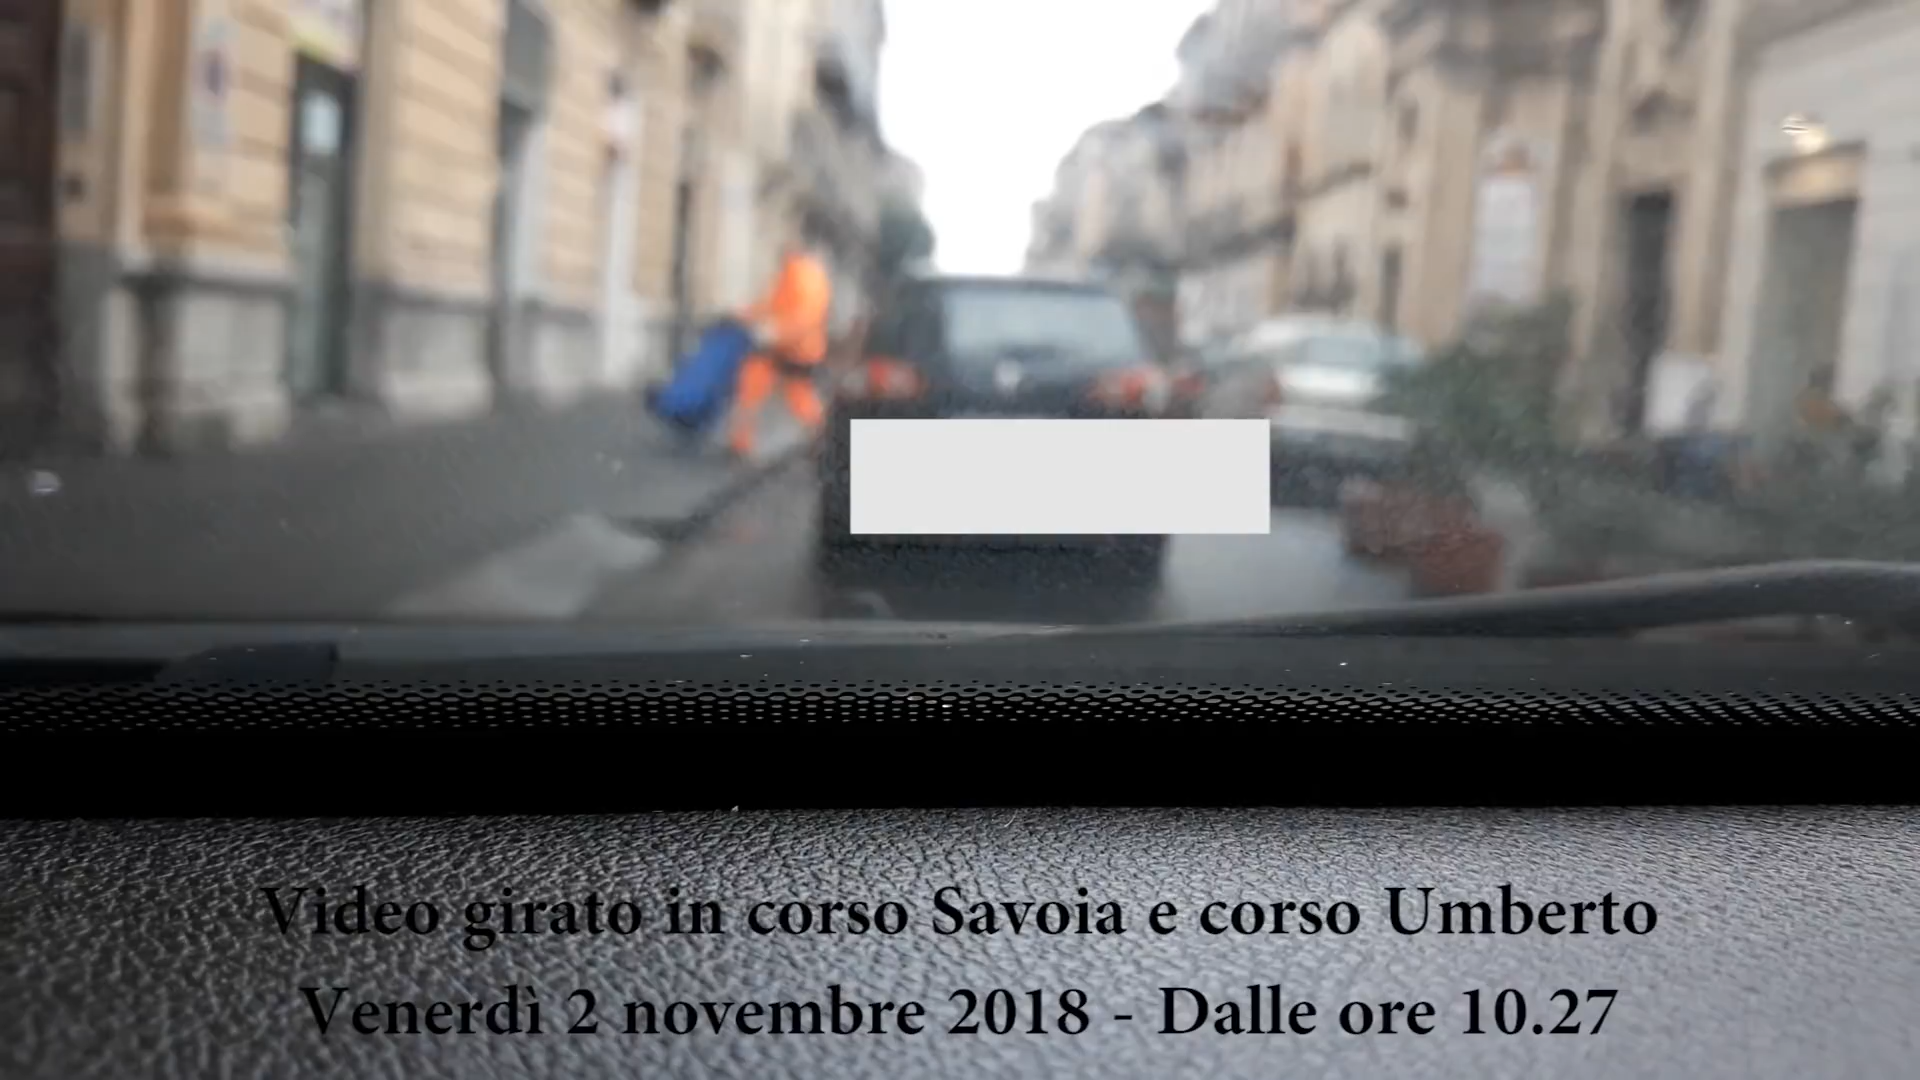 Video girato in corso Savoia e corso Umberto
Venerdì 2 novembre 2018 - Dalle ore 10.27